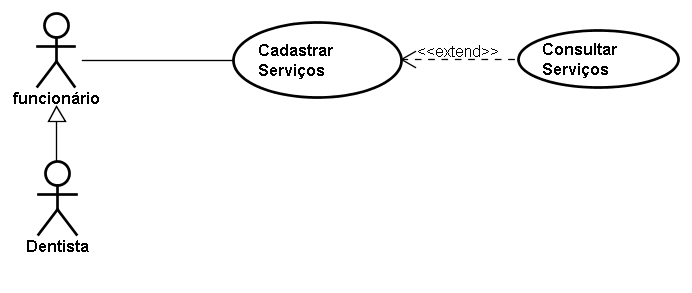 Cadastrar
Serviços
<<extend>>
Consultar
Serviços
funcionário
Dentista